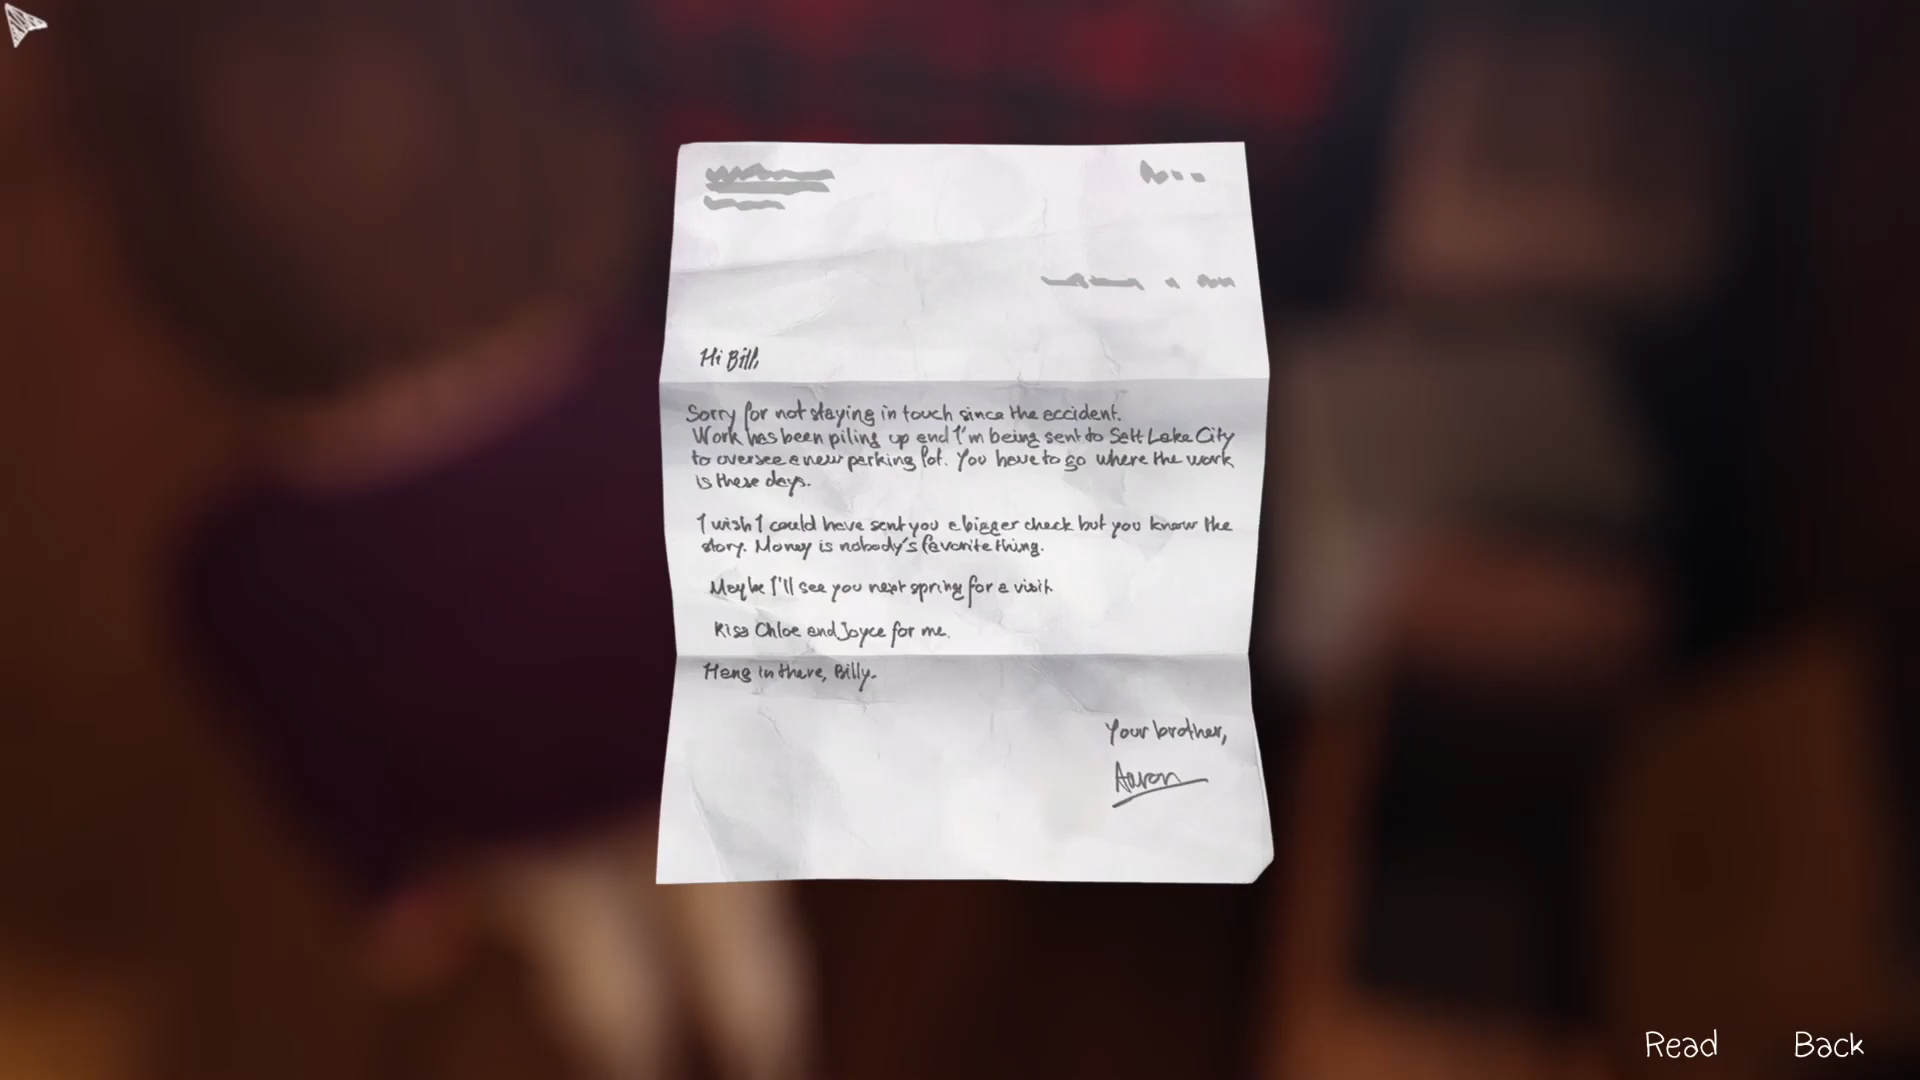 Hi Bill,
Sorry for not staying in touch since the accident.
Work has been piling up and I'm being sent to Salt Lake City
to oversee a new parking lot. You have to go where the work
is these days.
I wish I could have sent you a bigger check but you know the
story. Money is nobody's favorite thing.
Maybe I'll see you next spring for a visit.
Kiss Chloe and Joyce for me.
Hang in there, Billy.
Your brother,
Aaron
Read Back